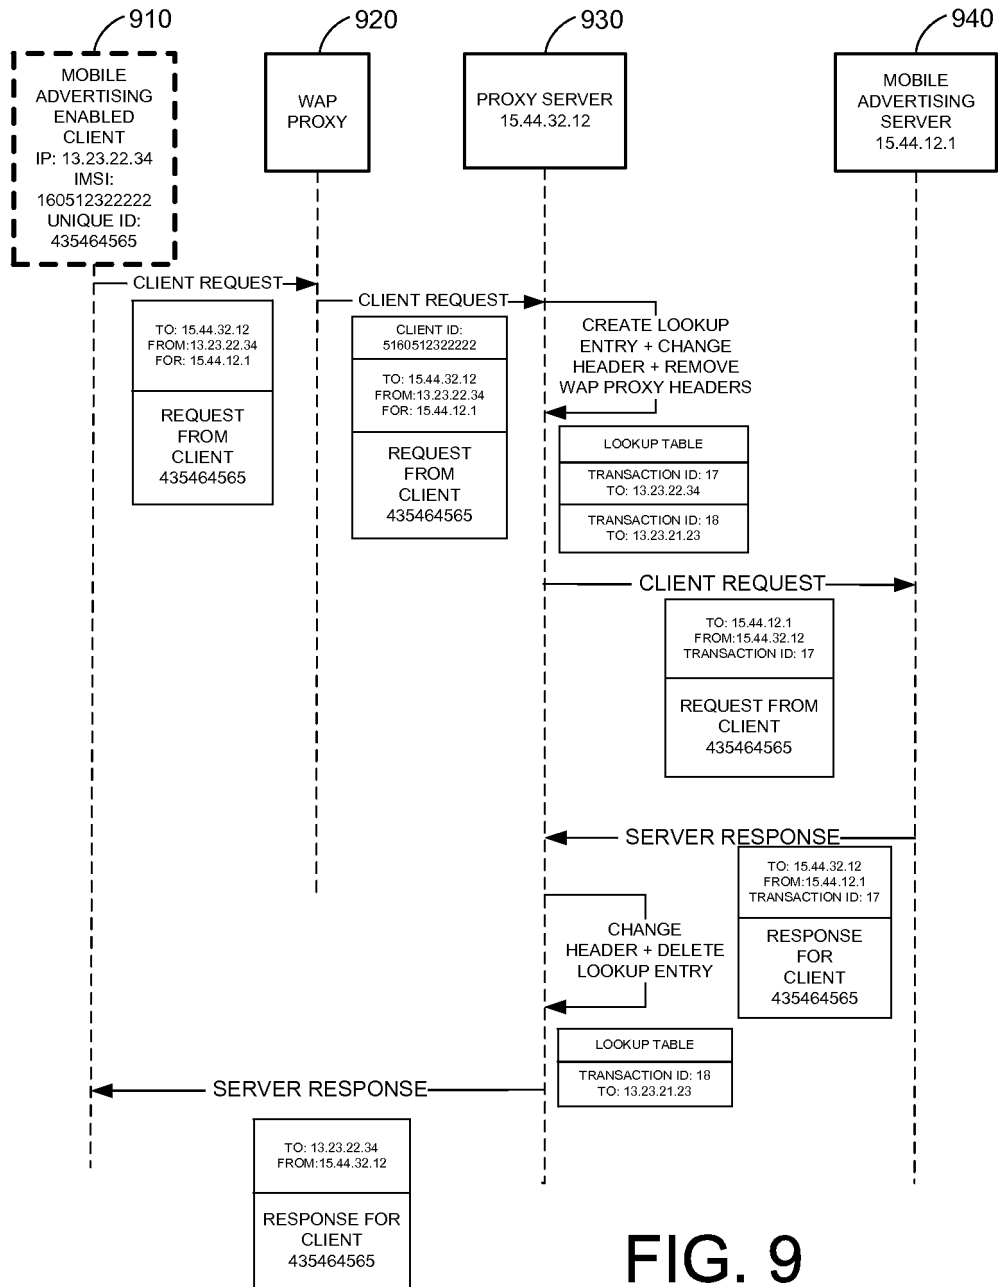 910
920
930
940
MOBILE
ADVERTISING
ENABLED
CLIENT
IP: 13.23.22.34
IMSI:
160512322222
UNIQUE ID:
435464565
WAP
PROXY
PROXY SERVER
15.44.32.12
MOBILE
ADVERTISING
SERVER
15.44.12.1
CLIENT REQUEST
TO: 15.44.32.12
FROM:13.23.22.34
FOR: 15.44.12.1
REQUEST
FROM
CLIENT
435464565
CLIENT REQUEST
CLIENT ID:
5160512322222
TO: 15.44.32.12
FROM:13.23.22.34
FOR: 15.44.12.1
REQUEST
FROM
CLIENT
435464565
CREATE LOOKUP
ENTRY + CHANGE
HEADER + REMOVE
WAP PROXY HEADERS
LOOKUP TABLE
TRANSACTION ID: 17
TO: 13.23.22.34
TRANSACTION ID: 18
TO: 13.23.21.23
CLIENT REQUEST
TO: 15.44.12.1
FROM:15.44.32.12
TRANSACTION ID: 17
REQUEST FROM
CLIENT
435464565
SERVER RESPONSE
TO: 15.44.32.12
FROM:15.44.12.1
TRANSACTION ID: 17
RESPONSE
FOR
CLIENT
435464565
CHANGE
HEADER + DELETE
LOOKUP ENTRY
LOOKUP TABLE
TRANSACTION ID: 18
TO: 13.23.21.23
SERVER RESPONSE
TO: 13.23.22.34
FROM:15.44.32.12
RESPONSE FOR
CLIENT
435464565
FIG. 9